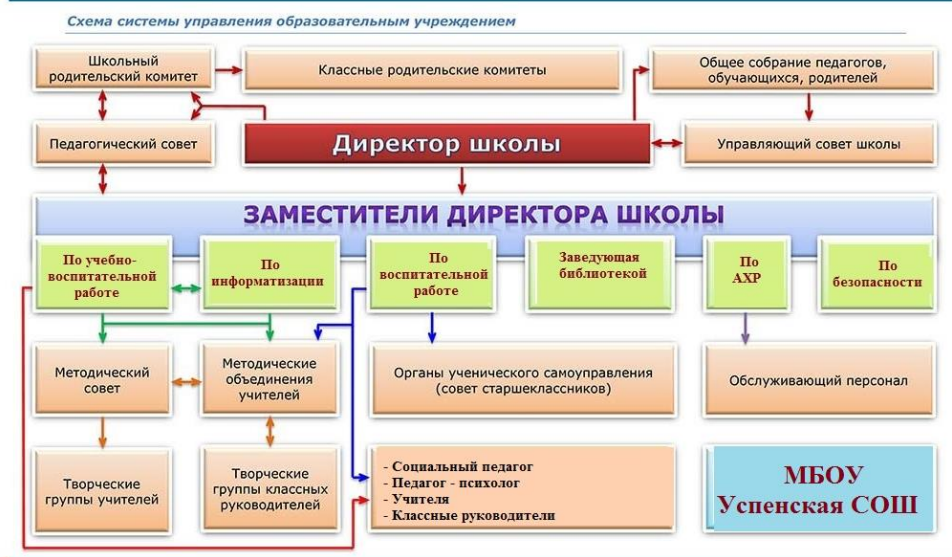 Схема системы управления образовательным учреждением
Школьный
родительский комитет
Классные родительские комитеты
Общее собрание педагогов,
обучающихся, родителей
Педагогический совет
Директор школы
Управляющий совет школы
ЗАМЕСТИТЕЛИ ДИРЕКТОРА ШКОЛЫ
По учебно-
воспитательной
работе
По
информатизации
По
воспитательной
работе
Заведующая
библиотекой
По
АХР
По
безопасности
Методический
совет
Методические
объединения
учителей
Органы ученического самоуправления
(совет старшеклассников)
Обслуживающий персонал
Творческие
группы учителей
Творческие
группы классных
руководителей
- Социальный педагог
- Педагог - психолог
- Учителя
- Классные руководители
МБОУ
Успенская СОШ